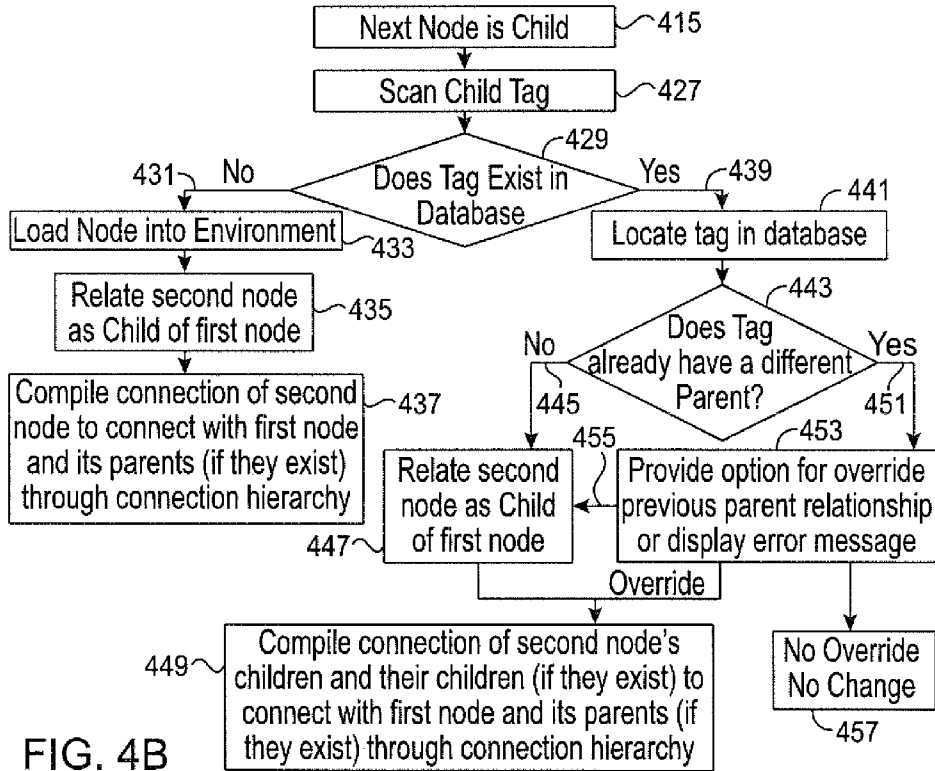 Next Node is Child
415
Scan Child Tag
427
429
Does Tag Exist in
Database
No
431
Yes
439
Load Node into Environment
433
441
Locate tag in database
Relate second node
as Child of first node
435
443
Does Tag
already have a different
Parent?
No
445
Yes
451
Compile connection of second
node to connect with first node
and its parents (if they exist)
through connection hierarchy
437
455
453
Relate second
node as Child
of first node
447
Provide option for override
previous parent relationship
or display error message
Override
449
Compile connection of second node's
children and their children (if they exist) to
connect with first node and its parents (if
they exist) through connection hierarchy
No Override
No Change
457
FIG. 4B